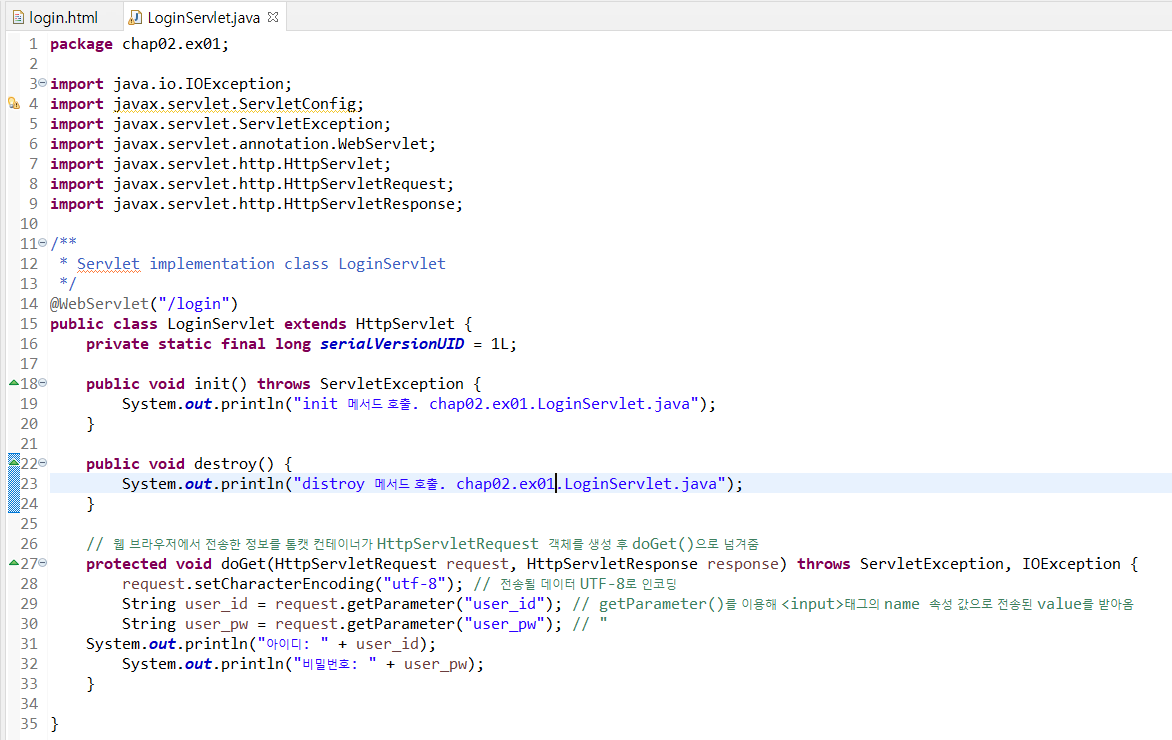 login.html
LoginServlet.java
1 package chap02.ex01;
2
3 import java.io.IOException;
4 import javax.servlet.ServletConfig;
5 import javax.servlet.ServletException;
6 import javax.servlet.annotation.WebServlet;
7 import javax.servlet.http.HttpServlet;
8 import javax.servlet.http.HttpServletRequest;
9 import javax.servlet.http.HttpServletResponse;
10
11 /**
12  * Servlet implementation class LoginServlet
13  */
14 @WebServlet("/login")
15 public class LoginServlet extends HttpServlet {
16     private static final long serialVersionUID = 1L;
17
18     public void init() throws ServletException {
19         System.out.println("init 메서드 호출. chap02.ex01.LoginServlet.java");
20     }
21
22     public void destroy() {
23         System.out.println("distroy 메서드 호출. chap02.ex01.LoginServlet.java");
24     }
25
26     // 웹 브라우저에서 전송한 정보를 톰캣 컨테이너가 HttpServletRequest 객체를 생성 후 doGet()으로 넘겨줌
27     protected void doGet(HttpServletRequest request, HttpServletResponse response) throws ServletException, IOException {
28         request.setCharacterEncoding("utf-8"); // 전송될 데이터 UTF-8로 인코딩
29         String user_id = request.getParameter("user_id"); // getParameter()를 이용해 <input>태그의 name 속성 값으로 전송된 value를 받아옴
30         String user_pw = request.getParameter("user_pw"); // "
31     System.out.println("아이디: " + user_id);
32         System.out.println("비밀번호: " + user_pw);
33     }
34
35 }